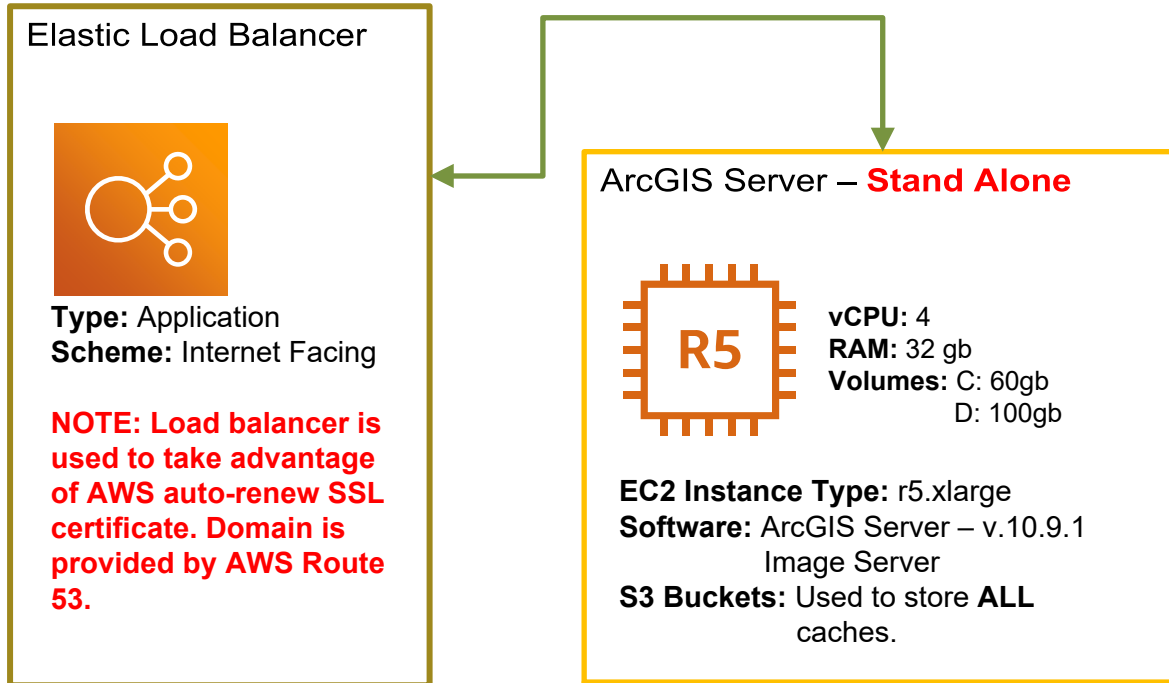 Elastic Load Balancer
Type: Application
Scheme: Internet Facing
NOTE: Load balancer is
used to take advantage
of AWS auto-renew SSL
certificate. Domain is
provided by AWS Route
53.
ArcGIS Server – Stand Alone
R5
vCPU: 4
RAM: 32 gb
Volumes: C: 60gb
D: 100gb
EC2 Instance Type: r5.xlarge
Software: ArcGIS Server – v.10.9.1
Image Server
S3 Buckets: Used to store ALL
caches.